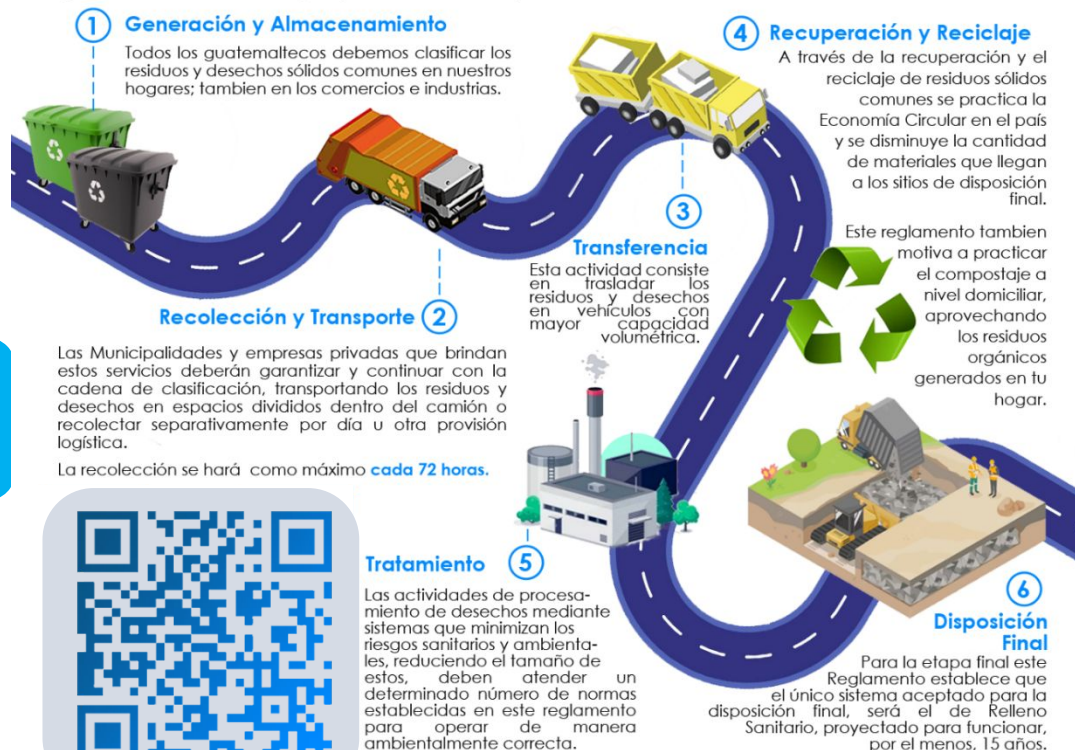 1 Generación y Almacenamiento
Todos los guatemaltecos debemos clasificar los
residuos y desechos sólidos comunes en nuestros
hogares; tambien en los comercios e industrias.
Recolección y Transporte 2
Las Municipalidades y empresas privadas que brindan
estos servicios deberán garantizar y continuar con la
cadena de clasificación, transportando los residuos y
desechos en espacios divididos dentro del camión o
recolectar separativamente por día u otra provisión
logística.
La recolección se hará como máximo cada 72 horas.
3
Transferencia
Esta actividad consiste
en trasladar los
residuos y desechos
en vehículos con
mayor capacidad
volumétrica.
4 Recuperación y Reciclaje
A través de la recuperación y el
reciclaje de residuos sólidos
comunes se practica la
Economía Circular en el país
y se disminuye la cantidad
de materiales que llegan
a los sitios de disposición
final.
Este reglamento tambien
motiva a practicar
el compostaje a
nivel domiciliar,
aprovechando
los residuos
orgánicos
generados en tu
hogar.
Tratamiento 5
Las actividades de procesa-
miento de desechos mediante
sistemas que minimizan los
riesgos sanitarios y ambienta-
les, reduciendo el tamaño de
estos, deben atender un
determinado número de normas
establecidas en este reglamento
para operar de manera
ambientalmente correcta.
6
Disposición
Final
Para la etapa final este
Reglamento establece que
el único sistema aceptado para la
disposición final, será el de Relleno
Sanitario, proyectado para funcionar,
por el menos, 15 años.